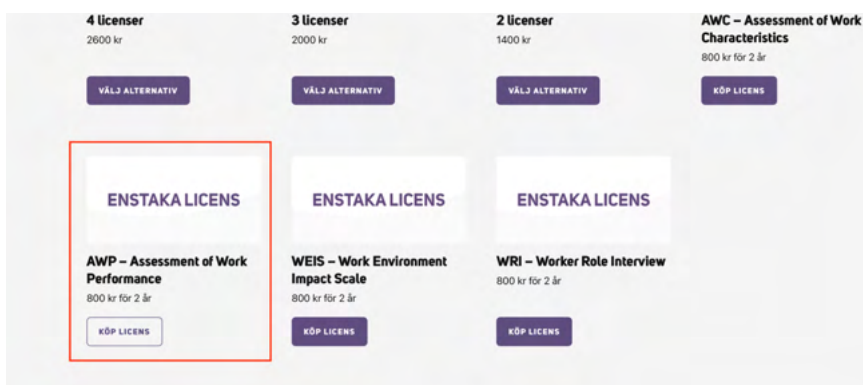 4 licenser
2600 kr
VÄLJ ALTERNATIV
3 licenser
2000 kr
VÄLJ ALTERNATIV
2 licenser
1400 kr
VÄLJ ALTERNATIV
AWC – Assessment of Work
Characteristics
800 kr för 2 år
KÖP LICENS
ENSTAKA LICENS
AWP – Assessment of Work
Performance
800 kr för 2 år
KÖP LICENS
ENSTAKA LICENS
WEIS – Work Environment
Impact Scale
800 kr för 2 år
KÖP LICENS
ENSTAKA LICENS
WRI – Worker Role Interview
800 kr för 2 år
KÖP LICENS